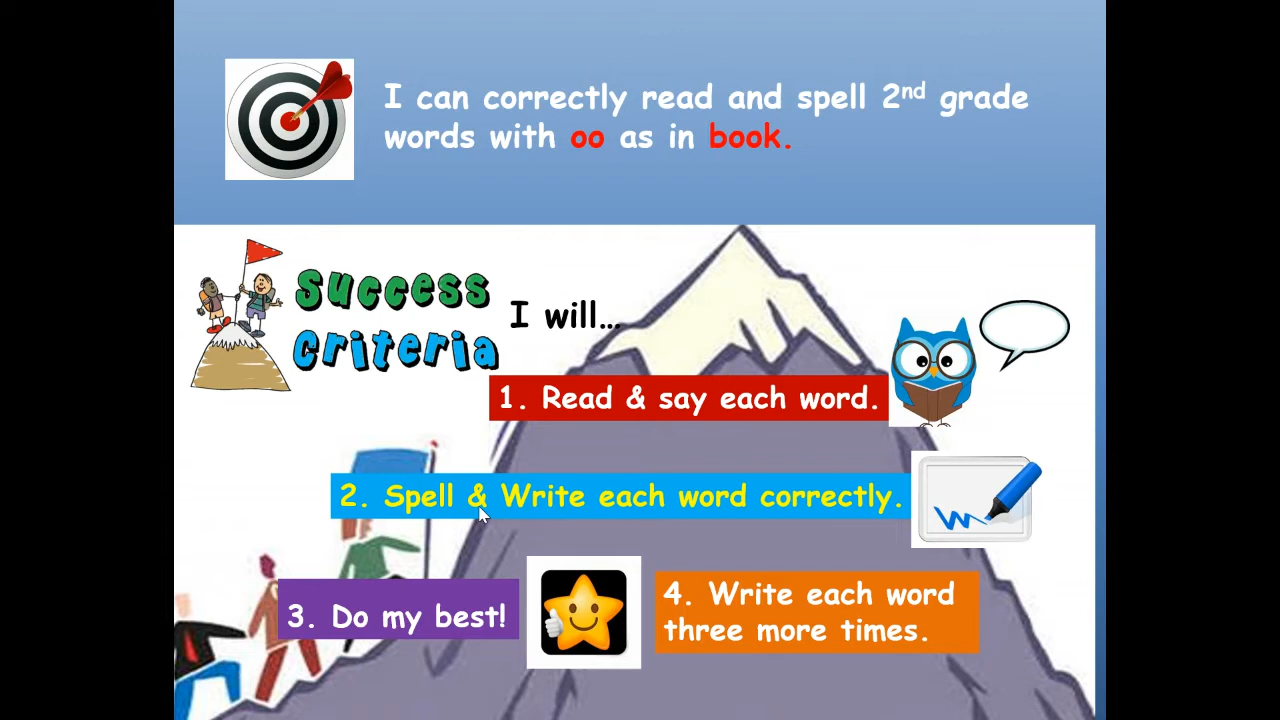 I can correctly read and spell 2nd grade
words with oo as in book.
Success
Criteria
I will...
1. Read & say each word.
2. Spell & Write each word correctly.
3. Do my best!
4. Write each word
three more times.